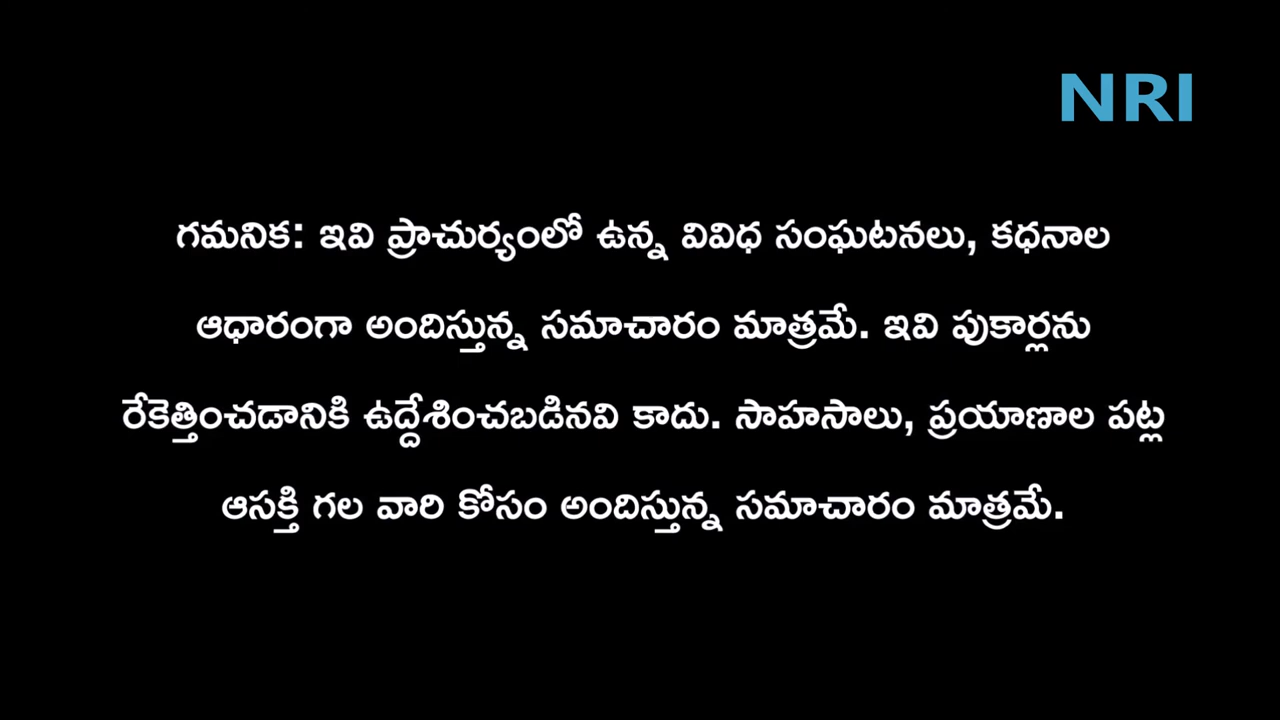 NRI
గమనిక: ఇవి ప్రాచుర్యంలో ఉన్న వివిధ సంఘటనలు, కధనాల
ఆధారంగా అందిస్తున్న సమాచారం మాత్రమే. ఇవి పుకార్లను
రేకెత్తించడానికి ఉద్దేశించబడినవి కాదు. సాహసాలు, ప్రయాణాల పట్ల
ఆసక్తి గల వారి కోసం అందిస్తున్న సమాచారం మాత్రమే.